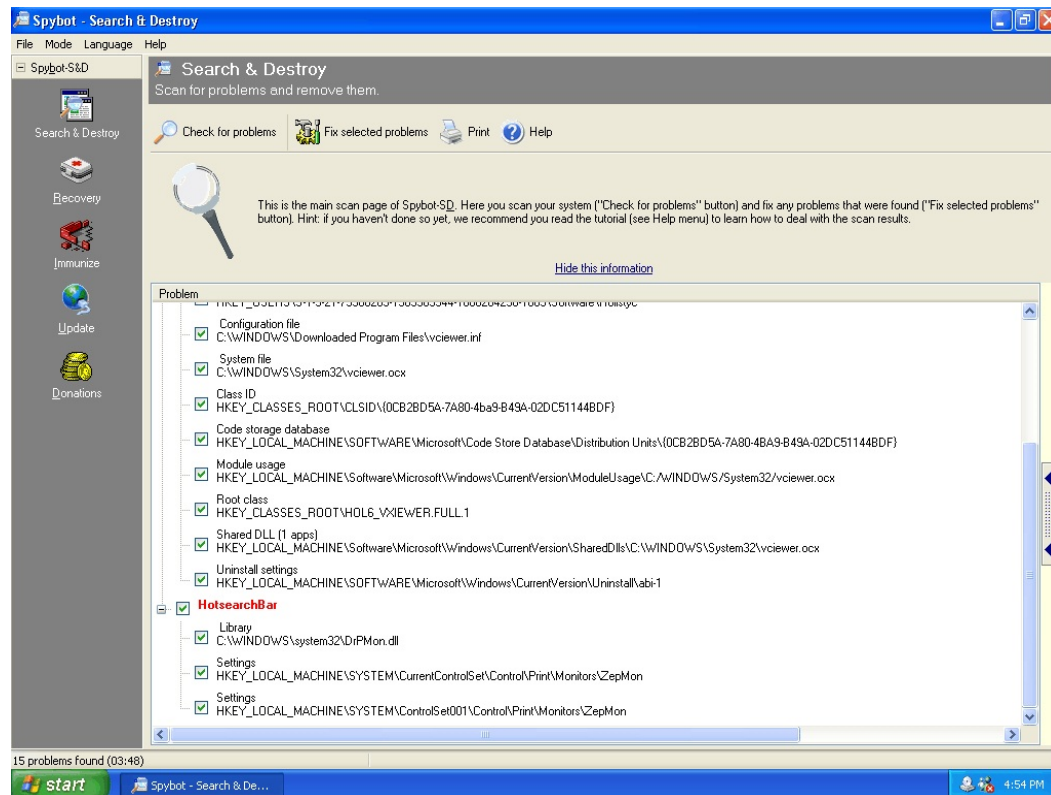 Spybot - Search & Destroy
File Mode Language Help
Spybot-S&D
Search & Destroy
Recovery
Immunize
Update
Donations
Search & Destroy
Scan for problems and remove them.
Check for problems Fix selected problems Print Help
This is the main scan page of Spybot-SD. Here you scan your system ("Check for problems" button) and fix any problems that were found ("Fix selected problems"
button). Hint: if you haven't done so yet, we recommend you read the tutorial (see Help menu) to learn how to deal with the scan results.
Hide this information
Problem
Configuration file
C:\WINDOWS\Downloaded Program Files\vciewer.inf
System file
C:\WINDOWS\System32\vciewer.ocx
Class ID
HKEY_CLASSES_ROOT\CLSID\{0CB2BD5A-7A80-4ba9-B49A-02DC51144BDF}
Code storage database
HKEY_LOCAL_MACHINE\SOFTWARE\Microsoft\Code Store Database\Distribution Units\{0CB2BD5A-7A80-4BA9-B49A-02DC51144BDF}
Module usage
HKEY_LOCAL_MACHINE\Software\Microsoft\Windows\CurrentVersion\ModuleUsage\C:/WINDOWS/System32/vciewer.ocx
Root class
HKEY_CLASSES_ROOT\HOL6_VXIEWER.FULL.1
Shared DLL (1 apps)
HKEY_LOCAL_MACHINE\Software\Microsoft\Windows\CurrentVersion\SharedDlls\C:\WINDOWS\System32\vciewer.ocx
Uninstall settings
HKEY_LOCAL_MACHINE\SOFTWARE\Microsoft\Windows\CurrentVersion\Uninstall\abi-1
HotsearchBar
Library
C:\WINDOWS\system32\DrPMon.dll
Settings
HKEY_LOCAL_MACHINE\SYSTEM\CurrentControlSet\Control\Print\Monitors\ZepMon
Settings
HKEY_LOCAL_MACHINE\SYSTEM\ControlSet001\Control\Print\Monitors\ZepMon
15 problems found (03:48)
start Spybot - Search & De... 4:54 PM